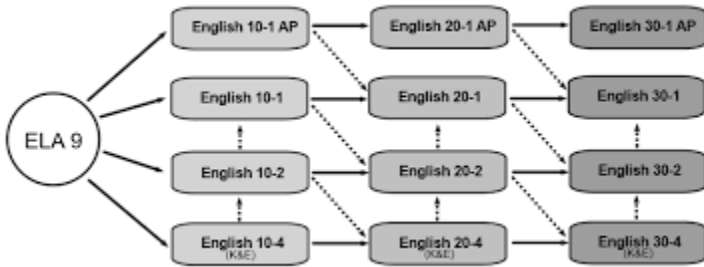 English 10-1 AP
English 20-1 AP
English 30-1 AP
English 10-1
English 20-1
English 30-1
ELA 9
English 10-2
English 20-2
English 30-2
English 10-4
(K&E)
English 20-4
(K&E)
English 30-4
(K&E)